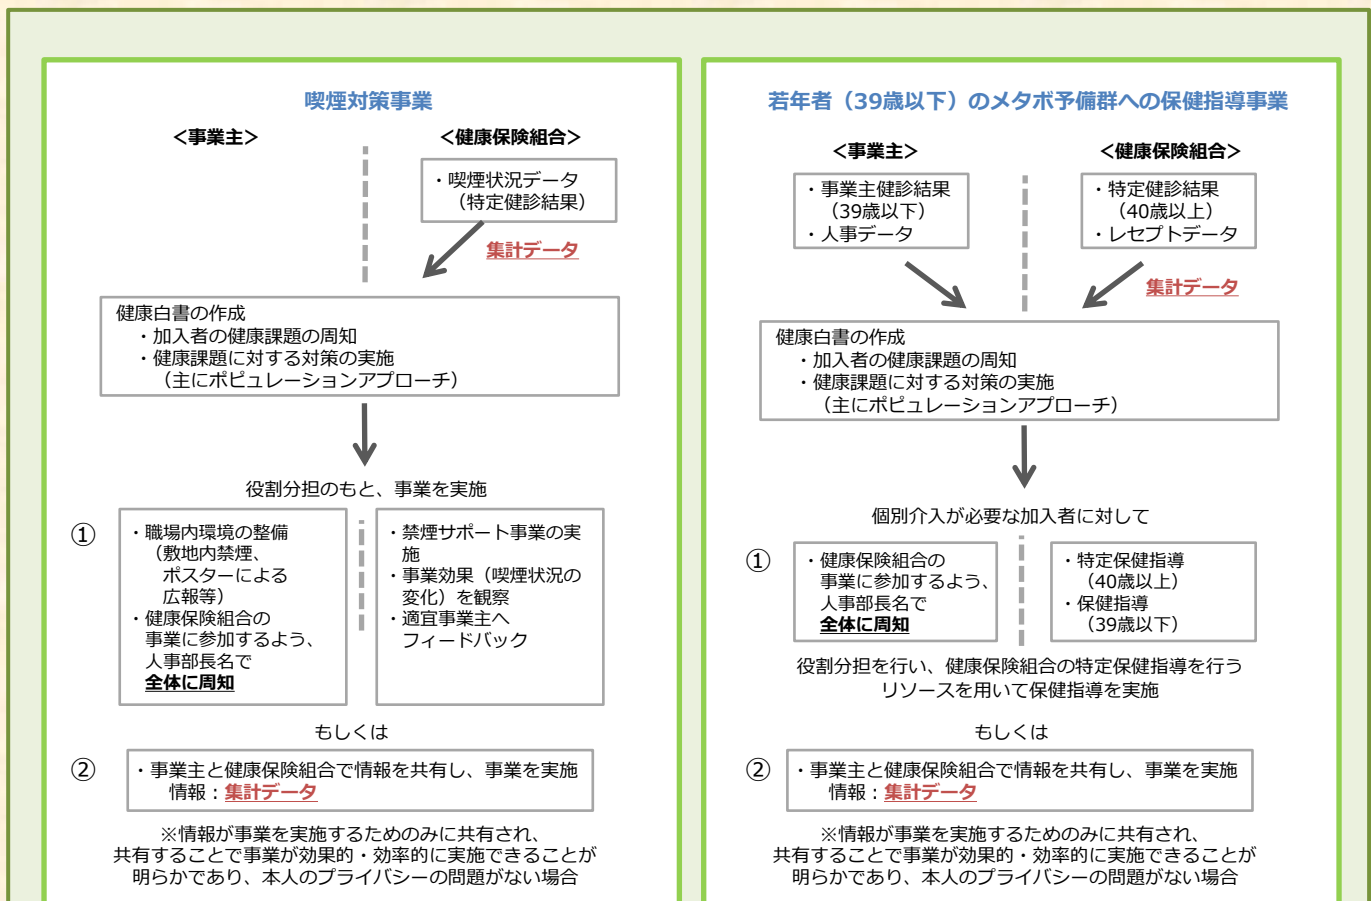 喫煙対策事業
＜事業主＞
＜健康保険組合＞
・喫煙状況データ
（特定健診結果）
集計データ
健康白書の作成
・加入者の健康課題の周知
・健康課題に対する対策の実施
（主にポピュレーションアプローチ）
役割分担のもと、事業を実施
①
・職場内環境の整備
（敷地内禁煙、
ポスターによる
広報等）
・健康保険組合の
事業に参加するよう、
人事部長名で
全体に周知
・禁煙サポート事業の実
施
・事業効果（喫煙状況の
変化）を観察
・適宜事業主へ
フィードバック
もしくは
②
・事業主と健康保険組合で情報を共有し、事業を実施
情報：集計データ
※情報が事業を実施するためのみに共有され、
共有することで事業が効果的・効率的に実施できることが
明らかであり、本人のプライバシーの問題がない場合
若年者（39歳以下）のメタボ予備群への保健指導事業
＜事業主＞
＜健康保険組合＞
・事業主健診結果
（39歳以下）
・人事データ
・特定健診結果
（40歳以上）
・レセプトデータ
集計データ
健康白書の作成
・加入者の健康課題の周知
・健康課題に対する対策の実施
（主にポピュレーションアプローチ）
個別介入が必要な加入者に対して
①
・健康保険組合の
事業に参加するよう、
人事部長名で
全体に周知
・特定保健指導
（40歳以上）
・保健指導
（39歳以下）
役割分担を行い、健康保険組合の特定保健指導を行う
リソースを用いて保健指導を実施
もしくは
②
・事業主と健康保険組合で情報を共有し、事業を実施
情報：集計データ
※情報が事業を実施するためのみに共有され、
共有することで事業が効果的・効率的に実施できることが
明らかであり、本人のプライバシーの問題がない場合